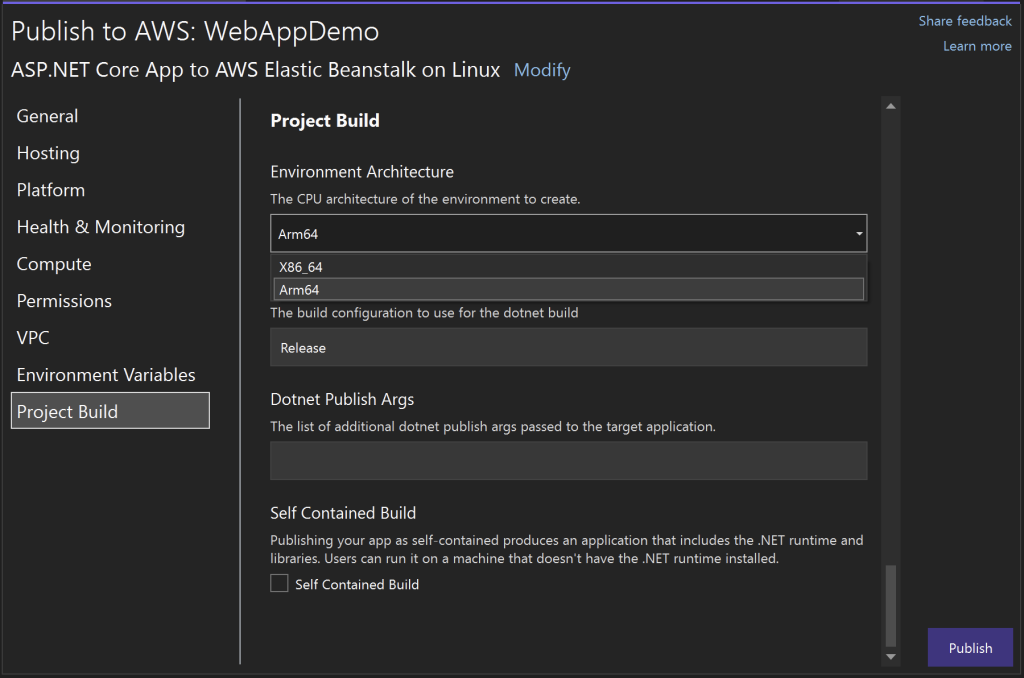 Publish to AWS: WebAppDemo
Share feedback
Learn more
ASP.NET Core App to AWS Elastic Beanstalk on Linux Modify
General
Hosting
Platform
Health & Monitoring
Compute
Permissions
VPC
Environment Variables
Project Build
Project Build
Environment Architecture
The CPU architecture of the environment to create.
Arm64
X86_64
Arm64
The build configuration to use for the dotnet build
Release
Dotnet Publish Args
The list of additional dotnet publish args passed to the target application.
Self Contained Build
Publishing your app as self-contained produces an application that includes the .NET runtime and
libraries. Users can run it on a machine that doesn't have the .NET runtime installed.
Self Contained Build
Publish